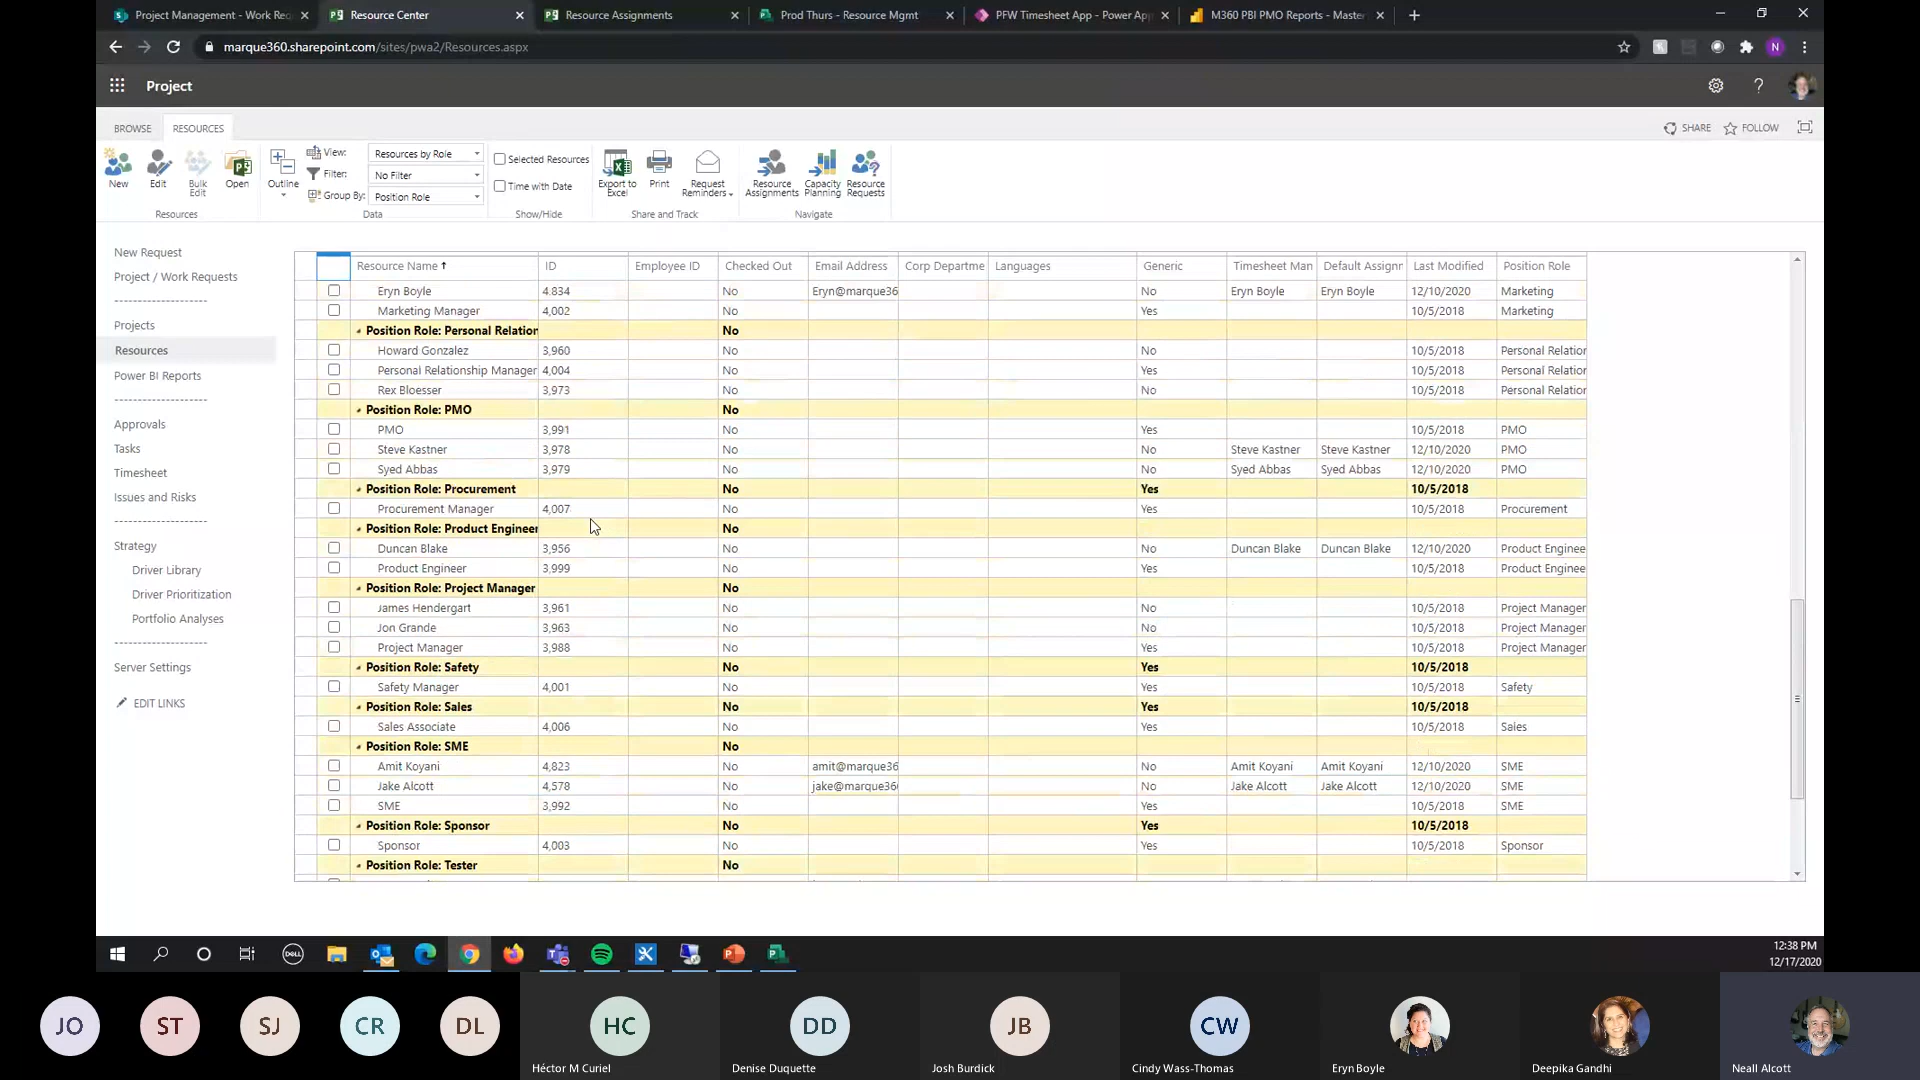 Project Management - Work Re
Resource Center
Resource Assignments
Prod Thurs - Resource Mgmt
PFW Timesheet App - Power App
M360 PBI PMO Reports - Master
marque360.sharepoint.com/sites/pwa2/Resources.aspx
N
Project
BROWSE
RESOURCES
SHARE
FOLLOW
New
Edit
Bulk Edit
Open
Resources
Outline
View:
Resources by Role
Filter:
No Filter
Group By:
Position Role
Data
Selected Resources
Time with Date
Show/Hide
Export to Excel
Print
Request Reminders
Share and Track
Resource Assignments
Capacity Planning
Resource Requests
Navigate
New Request
Project / Work Requests
--------------------
Projects
Resources
Power BI Reports
--------------------
Approvals
Tasks
Timesheet
Issues and Risks
--------------------
Strategy
Driver Library
Driver Prioritization
Portfolio Analyses
--------------------
Server Settings
EDIT LINKS
Resource Name ID Employee ID Checked Out Email Address Corp Departme Languages Generic Timesheet Man Default Assignr Last Modified Position Role
Eryn Boyle 4,834 No Eryn@marque36 No Eryn Boyle Eryn Boyle 12/10/2020 Marketing
Marketing Manager 4,002 No Yes 10/5/2018 Marketing
Position Role: Personal Relation No
Howard Gonzalez 3,960 No No 10/5/2018 Personal Relatior
Personal Relationship Manager 4,004 No Yes 10/5/2018 Personal Relatior
Rex Bloesser 3,973 No No 10/5/2018 Personal Relatior
Position Role: PMO No
PMO 3,991 No Yes 10/5/2018 PMO
Steve Kastner 3,978 No No Steve Kastner Steve Kastner 12/10/2020 PMO
Syed Abbas 3,979 No No Syed Abbas Syed Abbas 12/10/2020 PMO
Position Role: Procurement No Yes 10/5/2018
Procurement Manager 4,007 No Yes 10/5/2018 Procurement
Position Role: Product Engineer No
Duncan Blake 3,956 No No Duncan Blake Duncan Blake 12/10/2020 Product Enginee
Product Engineer 3,999 No Yes 10/5/2018 Product Enginee
Position Role: Project Manager No
James Hendergart 3,961 No No 10/5/2018 Project Manager
Jon Grande 3,963 No No 10/5/2018 Project Manager
Project Manager 3,988 No Yes 10/5/2018 Project Manager
Position Role: Safety No Yes 10/5/2018
Safety Manager 4,001 No Yes 10/5/2018 Safety
Position Role: Sales Yes Yes 10/5/2018
Sales Associate 4,006 No Yes 10/5/2018 Sales
Position Role: SME No
Amit Koyani 4,823 No amit@marque36 No Amit Koyani Amit Koyani 12/10/2020 SME
Jake Alcott 4,578 No jake@marque36 No Jake Alcott Jake Alcott 12/10/2020 SME
SME 3,992 No Yes 10/5/2018 SME
Position Role: Sponsor No Yes 10/5/2018
Sponsor 4,003 No Yes 10/5/2018 Sponsor
Position Role: Tester No
DELL
12:38 PM
12/17/2020
JO
ST
SJ
CR
DL
HC
DD
JB
CW
Héctor M Curiel
Denise Duquette
Josh Burdick
Cindy Wass-Thomas
Eryn Boyle
Deepika Gandhi
Neall Alcott